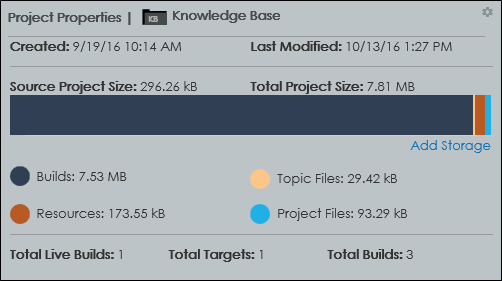 Project Properties | KB Knowledge Base
Created: 9/19/16 10:14 AM Last Modified: 10/13/16 1:27 PM
Source Project Size: 296.26 kB Total Project Size: 7.81 MB
Add Storage
Builds: 7.53 MB Topic Files: 29.42 kB
Resources: 173.55 kB Project Files: 93.29 kB
Total Live Builds: 1 Total Targets: 1 Total Builds: 3